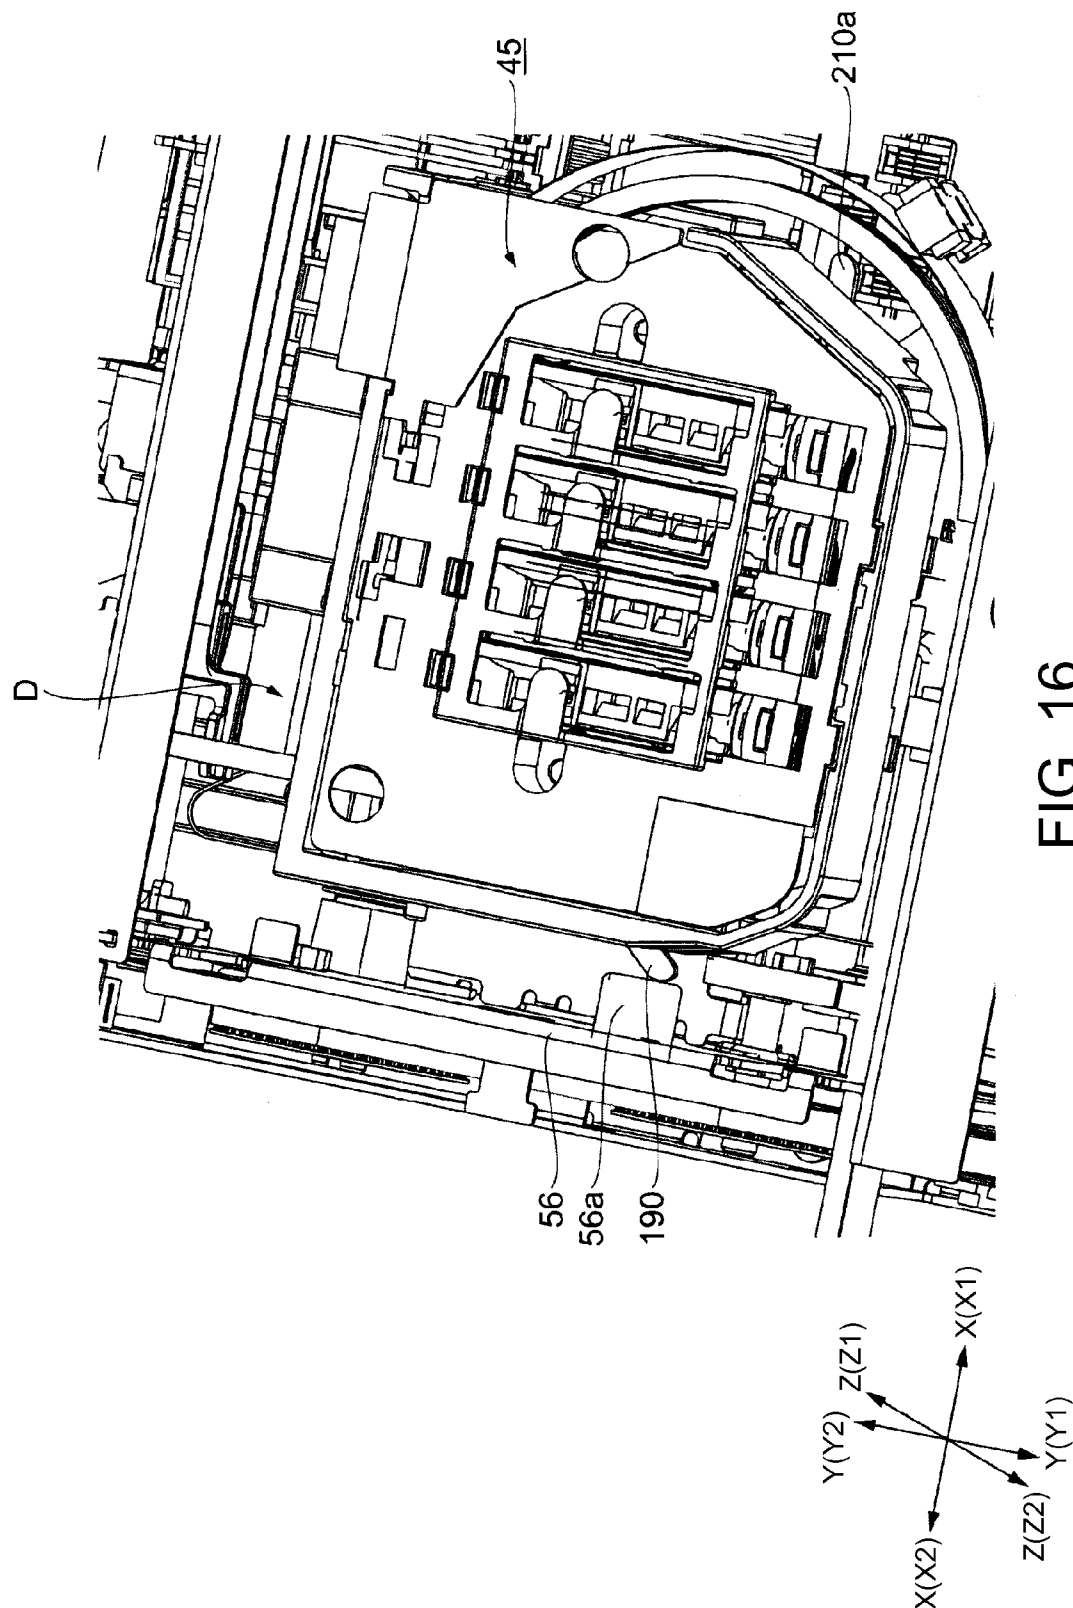 D
45
210a
56
56a
190
FIG. 16
X(X2)
Y(Y2)
Z(Z1)
X(X1)
Z(Z2)
Y(Y1)